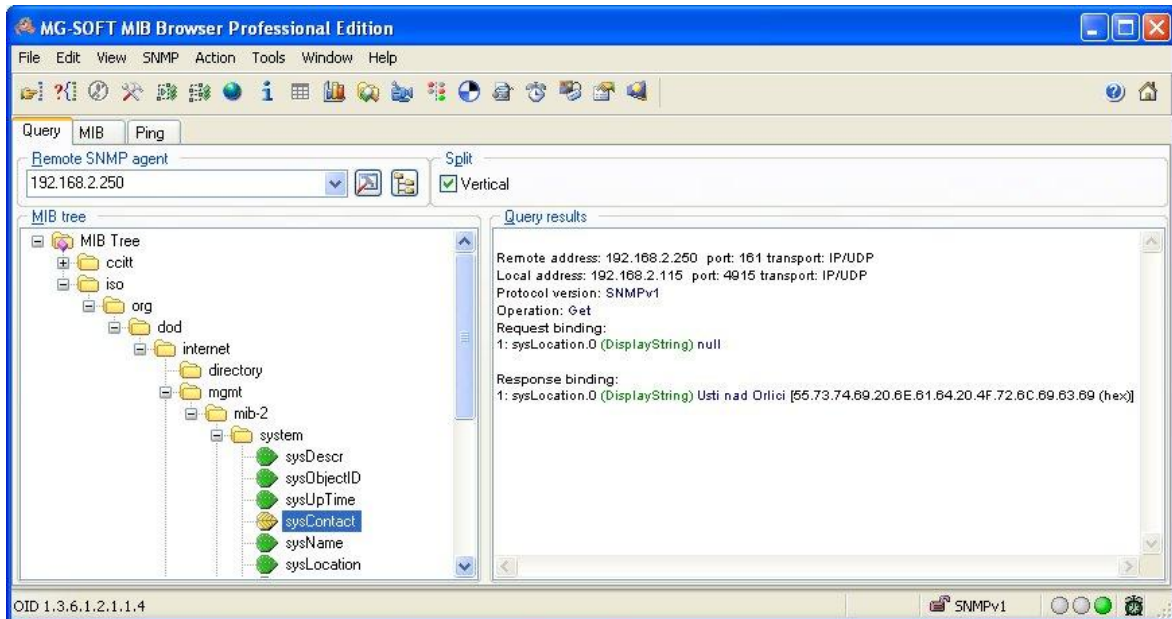 MG-SOFT MIB Browser Professional Edition
File Edit View SNMP Action Tools Window Help
Query MIB Ping
Remote SNMP agent
192.168.2.250
Split
Vertical
MIB tree
MIB Tree
ccitt
iso
org
dod
internet
directory
mgmt
mib-2
system
sysDescr
sysObjectID
sysUpTime
sysContact
sysName
sysLocation
Query results
Remote address: 192.168.2.250 port: 161 transport: IP/UDP
Local address: 192.168.2.115 port: 4915 transport: IP/UDP
Protocol version: SNMPv1
Operation: Get
Request binding:
1: sysLocation.0 (DisplayString) null
Response binding:
1: sysLocation.0 (DisplayString) Usti nad Orlici [55.73.74.69.20.6E.61.64.20.4F.72.6C.69.63.69 (hex)]
OID 1.3.6.1.2.1.1.4
SNMPv1